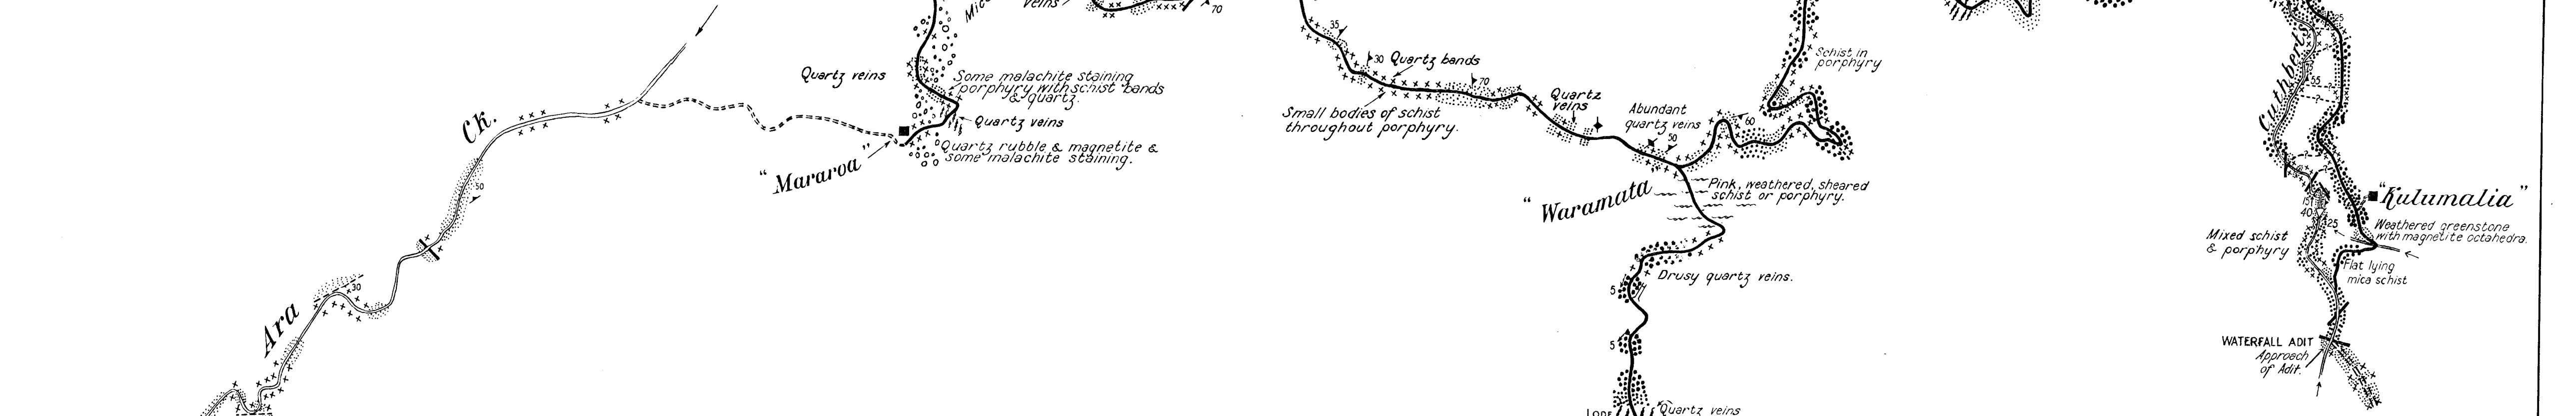 veins
70
35
25
Schist in
porphyry
30 Quartz bands
Quartz veins
Some malachite staining
porphyry with schist bands
& quartz.
70
55
Cuthbert's
Quartz
veins
Abundant
quartz veins
Small bodies of schist
throughout porphyry.
60
Ck.
Quartz veins
50
Quartz rubble & magnetite &
some malachite staining.
"Mararoa"
50
Pink, weathered, sheared
schist or porphyry.
"Waramata
"Kulumalia"
15
40
25
Weathered greenstone
with magnetite octahedra.
Mixed schist
& porphyry
Flat lying
mica schist
Drusy quartz veins.
30
5
Ara
5
WATERFALL ADIT
Approach
of Adit.
LODE
Quartz veins